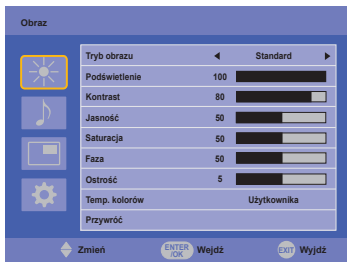 Obraz
Tryb obrazu Standard
Podświetlenie 100
Kontrast 80
Jasność 50
Saturacja 50
Faza 50
Ostrość 5
Temp. kolorów Użytkownika
Przywróć
Zmień ENTER /OK Wejdź EXIT Wyjdź